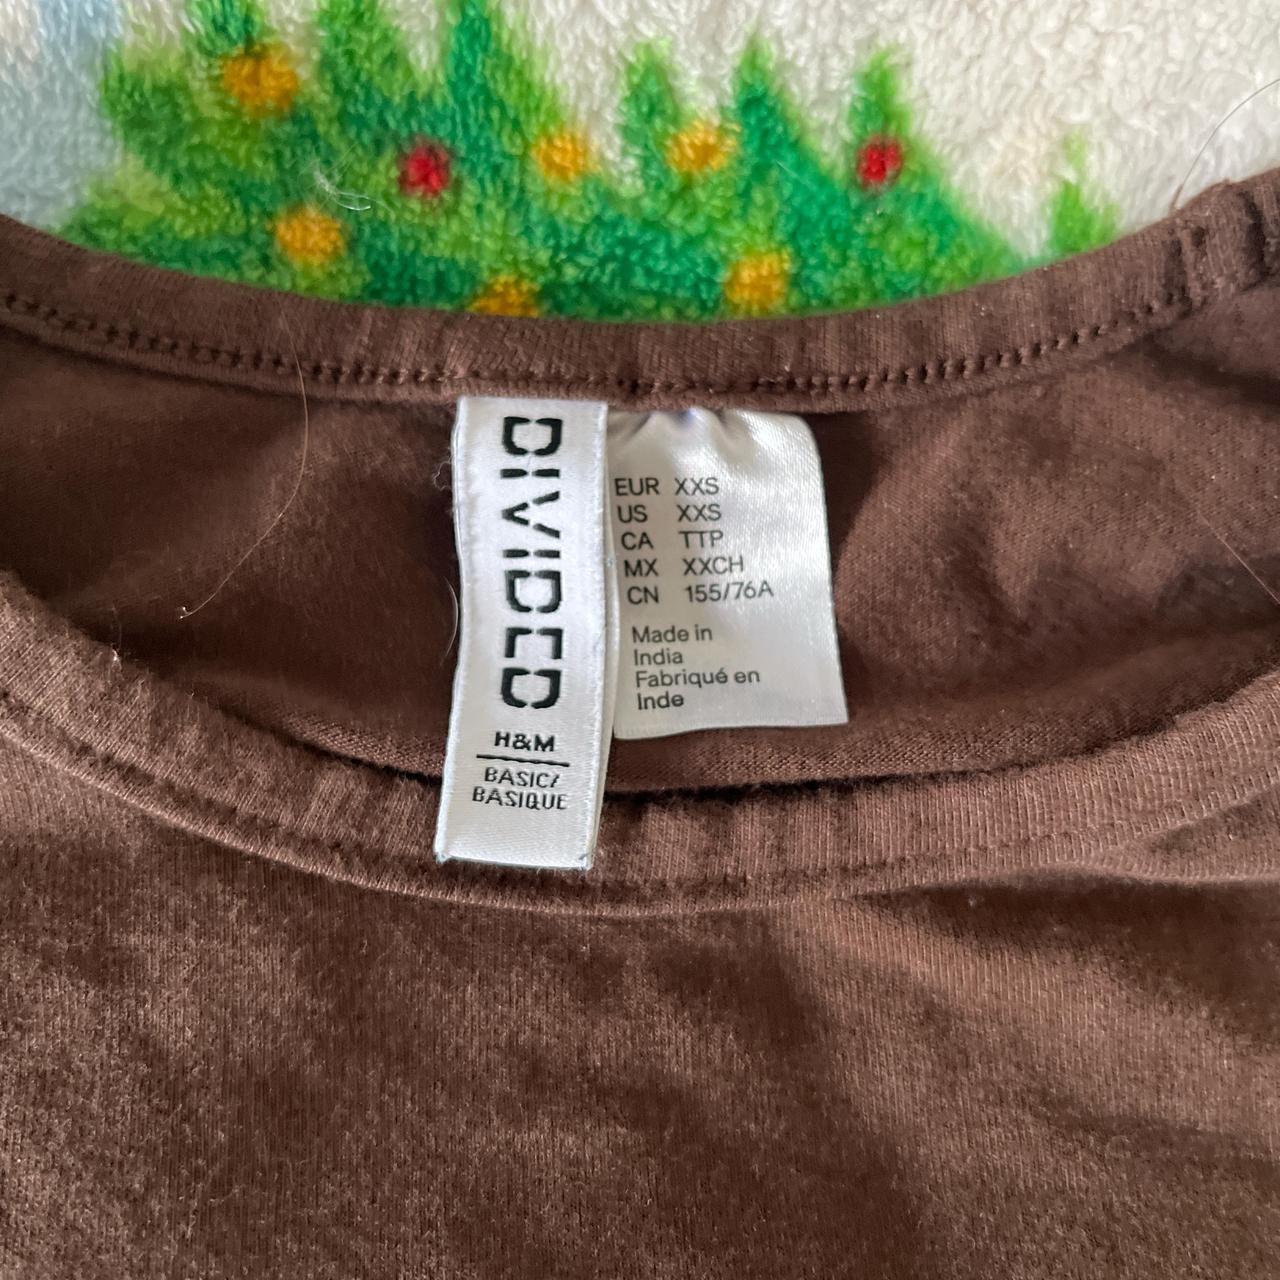 DIVIDED
H&M
BASIC/
BASIQUE
EUR XXS
US XXS
CA TTP
MX XXCH
CN 155/76A
Made in
India
Fabriqué en
Inde